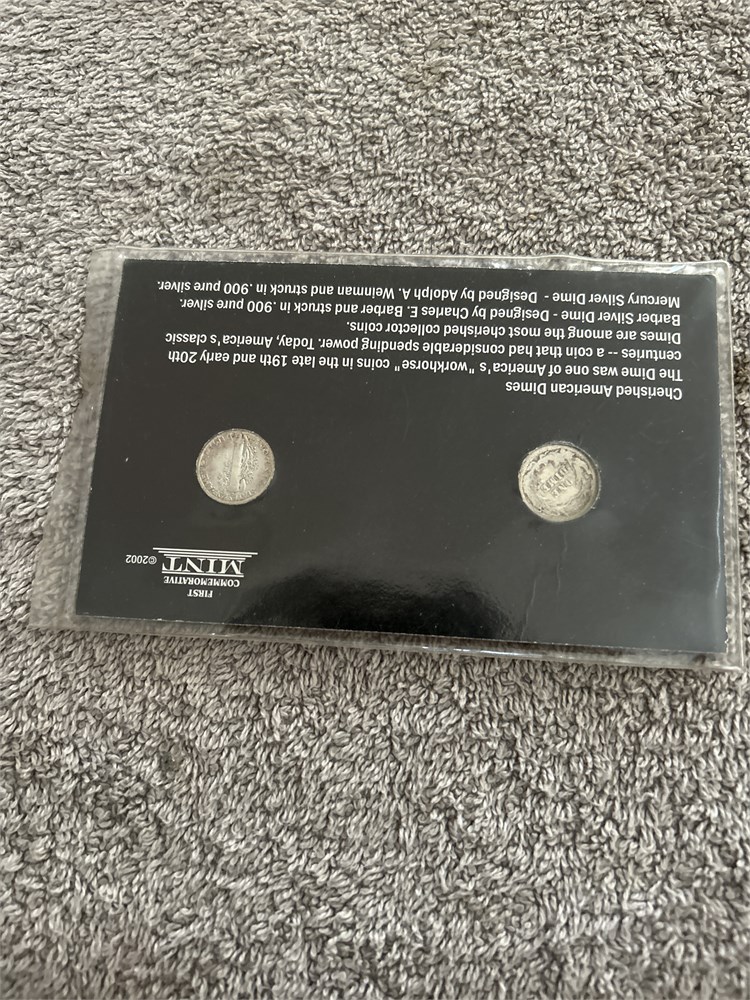 Cherished American Dimes
The Dime was one of America's "workhorse" coins in the late 19th and early 20th
centuries -- a coin that had considerable spending power. Today, America's classic
Dimes are among the most cherished collector coins.
Barber Silver Dime - Designed by Charles E. Barber and struck in .900 pure silver.
Mercury Silver Dime - Designed by Adolph A. Weinman and struck in .900 pure silver.
FIRST
COMMEMORATIVE
MINT
©2002